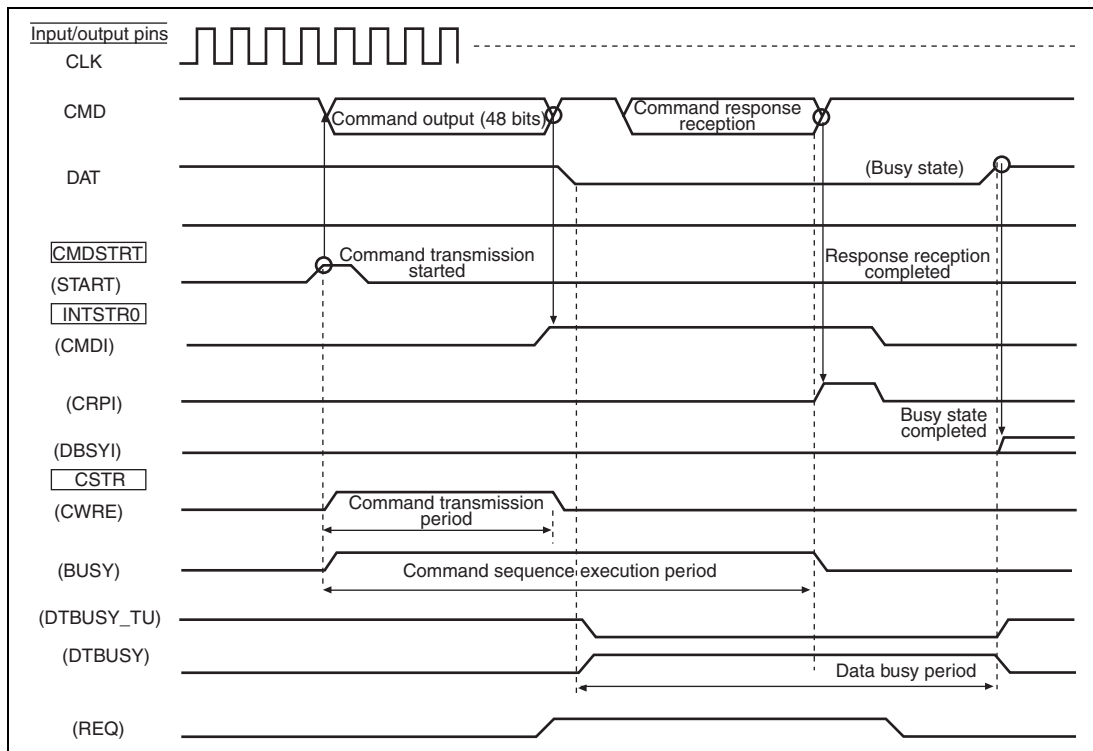 Input/output pins
CLK
CMD
Command output (48 bits)
Command response
reception
DAT
(Busy state)
CMDSTRT
(START)
Command transmission
started
Response reception
completed
INTSTR0
(CMDI)
(CRPI)
Busy state
completed
(DBSYI)
CSTR
(CWRE)
Command transmission
period
(BUSY)
Command sequence execution period
(DTBUSY_TU)
(DTBUSY)
Data busy period
(REQ)